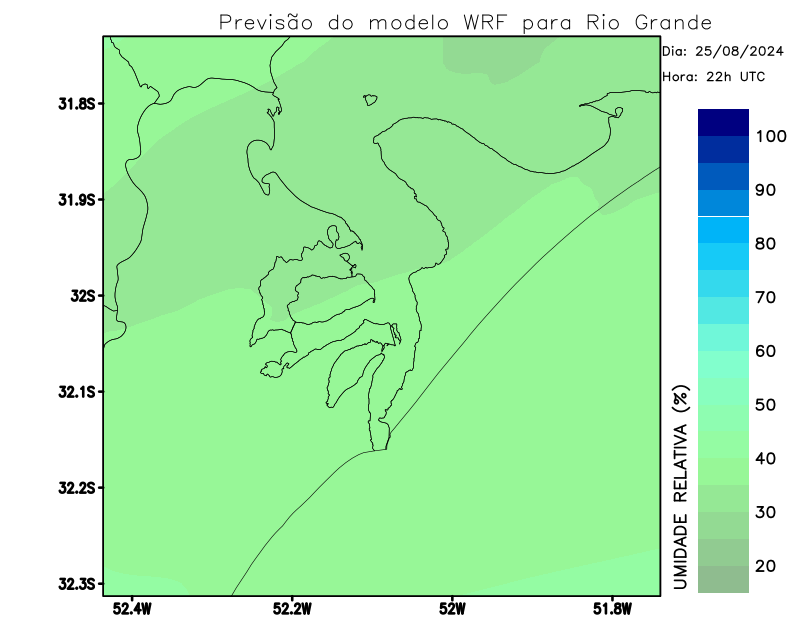 Previsão do modelo WRF para Rio Grande
Dia: 25/08/2024
Hora: 22h UTC
31.8S
31.9S
32S
32.1S
32.2S
32.3S
52.4W
52.2W
52W
51.8W
100
90
80
70
60
50
40
30
20
UMIDADE RELATIVA (%)